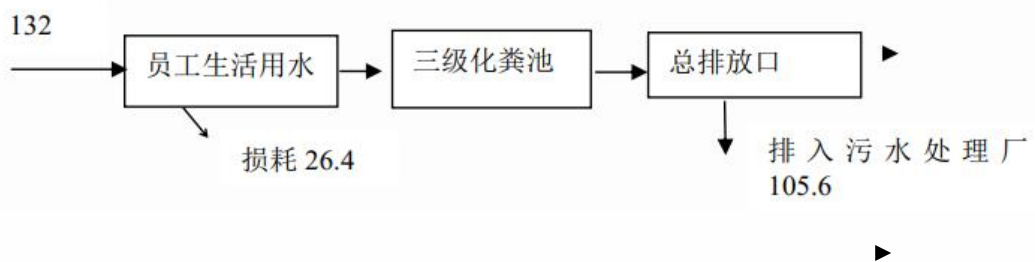 132
员工生活用水
三级化粪池
总排放口
损耗 26.4
排入污水处理厂
105.6